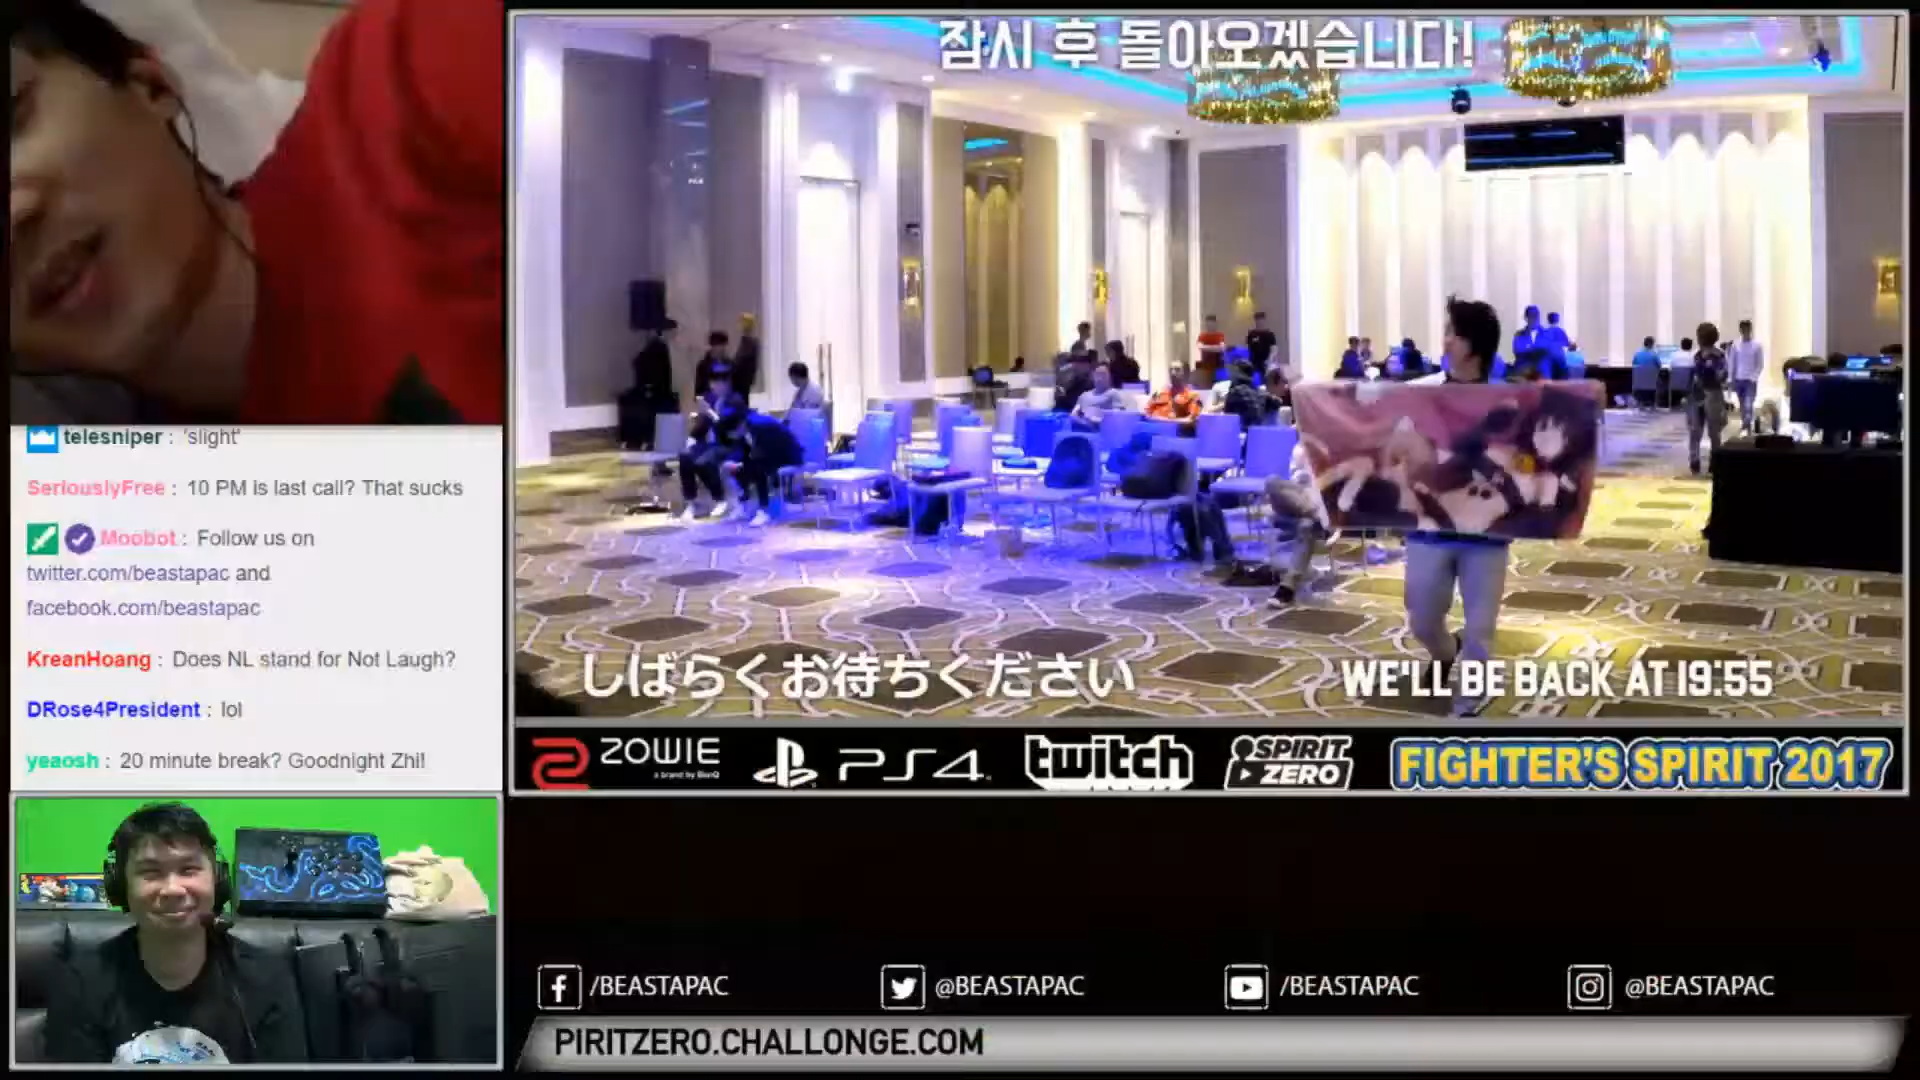 잠시 후 돌아오겠습니다!
telesniper : 'slight'
SeriouslyFree : 10 PM is last call? That sucks
Moobot : Follow us on
twitter.com/beastapac and
facebook.com/beastapac
KreanHoang : Does NL stand for Not Laugh?
DRose4President : lol
yeaosh : 20 minute break? Goodnight Zhi!
しばらくお待ちください
WE'LL BE BACK AT 19:55
ZOWIE
a brand by BenQ
PS4
twitch
SPIRIT
ZERO
FIGHTER'S SPIRIT 2017
/BEASTAPAC
@BEASTAPAC
/BEASTAPAC
@BEASTAPAC
PIRITZERO.CHALLONGE.COM